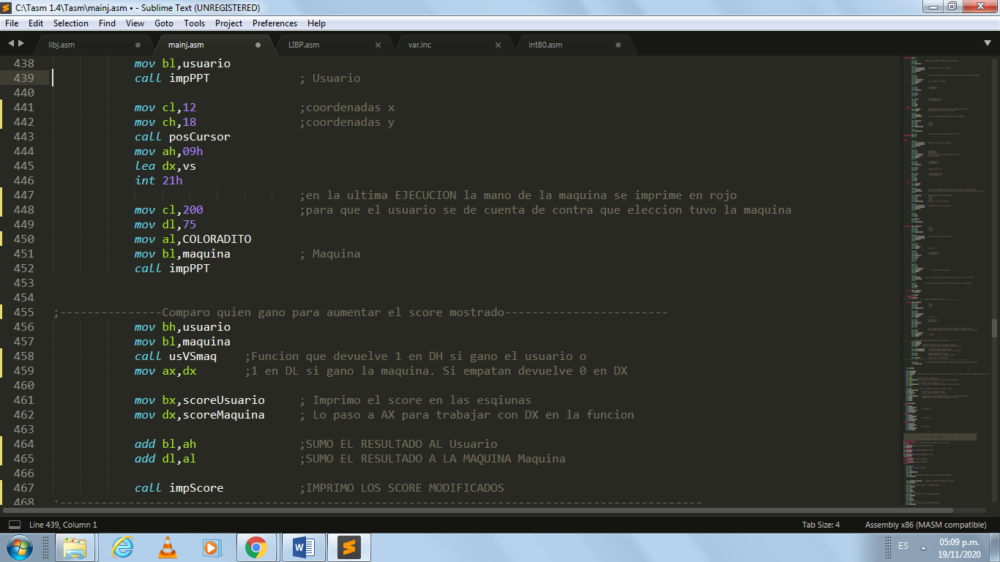 C:\Tasm 1.4\Tasm\mainj.asm • - Sublime Text (UNREGISTERED)
File Edit Selection Find View Goto Tools Project Preferences Help
libj.asm mainj.asm LIBP.asm var.inc int80.asm
438 mov bl,usuario
439 call impPPT ; Usuario
440
441 mov cl,12 ;coordenadas x
442 mov ch,18 ;coordenadas y
443 call posCursor
444 mov ah,09h
445 lea dx,vs
446 int 21h
447 ;en la ultima EJECUCION la mano de la maquina se imprime en rojo
448 mov cl,200 ;para que el usuario se de cuenta de contra que eleccion tuvo la maquina
449 mov dl,75
450 mov al,COLORADITO
451 mov bl,maquina ; Maquina
452 call impPPT
453
454
455 ;---------------Comparo quien gano para aumentar el score mostrado------------------------
456 mov bh,usuario
457 mov bl,maquina
458 call usVSmaq ;Funcion que devuelve 1 en DH si gano el usuario o
459 mov ax,dx ;1 en DL si gano la maquina. Si empatan devuelve 0 en DX
460
461 mov bx,scoreUsuario ; Imprimo el score en las esqiunas
462 mov dx,scoreMaquina ; Lo paso a AX para trabajar con DX en la funcion
463
464 add bl,ah ;SUMO EL RESULTADO AL Usuario
465 add dl,al ;SUMO EL RESULTADO A LA MAQUINA Maquina
466
467 call impScore ;IMPRIMO LOS SCORE MODIFICADOS
468 ;----------------------------------------------------------------------------------------------
Line 439, Column 1 Tab Size: 4 Assembly x86 (MASM compatible)
ES 05:09 p.m.
19/11/2020